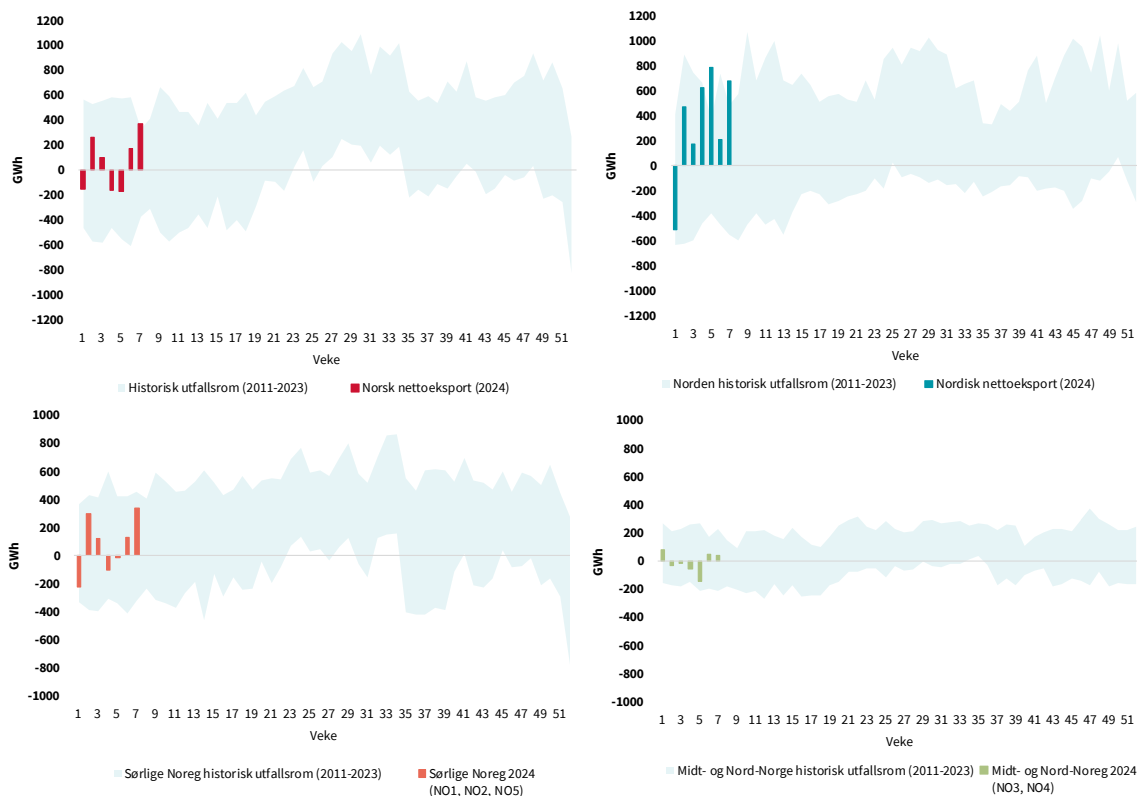 1200
1000
800
600
400
200
0
-200
-400
-600
-800
-1000
-1200
GWh
1 3 5 7 9 11 13 15 17 19 21 23 25 27 29 31 33 35 37 39 41 43 45 47 49 51
Veke
Historisk utfallsrom (2011-2023) Norsk nettoeksport (2024)
1200
1000
800
600
400
200
0
-200
-400
-600
-800
-1000
-1200
GWh
1 3 5 7 9 11 13 15 17 19 21 23 25 27 29 31 33 35 37 39 41 43 45 47 49 51
Veke
Norden historisk utfallsrom (2011-2023) Nordisk nettoeksport (2024)
1000
800
600
400
200
0
-200
-400
-600
-800
-1000
GWh
1 3 5 7 9 11 13 15 17 19 21 23 25 27 29 31 33 35 37 39 41 43 45 47 49 51
Veke
Sørlige Noreg historisk utfallsrom (2011-2023) Sørlige Noreg 2024
(NO1, NO2, NO5)
1000
800
600
400
200
0
-200
-400
-600
-800
-1000
GWh
1 3 5 7 9 11 13 15 17 19 21 23 25 27 29 31 33 35 37 39 41 43 45 47 49 51
Veke
Midt- og Nord-Norge historisk utfallsrom (2011-2023) Midt- og Nord-Noreg 2024
(NO3, NO4)